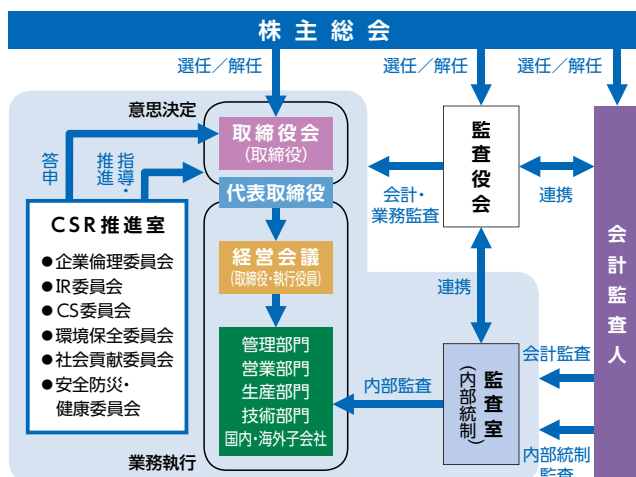 株主総会
選任／解任
選任／解任
選任／解任
意思決定
取締役会
(取締役)
代表取締役
答申
指導・
推進
CSR推進室
●企業倫理委員会
●IR委員会
●CS委員会
●環境保全委員会
●社会貢献委員会
●安全防災・
健康委員会
経営会議
(取締役・執行役員)
管理部門
営業部門
生産部門
技術部門
国内・海外子会社
業務執行
監査役会
会計・
業務監査
連携
連携
会計監査人
監査室
(内部統制)
内部監査
会計監査
内部統制
監査